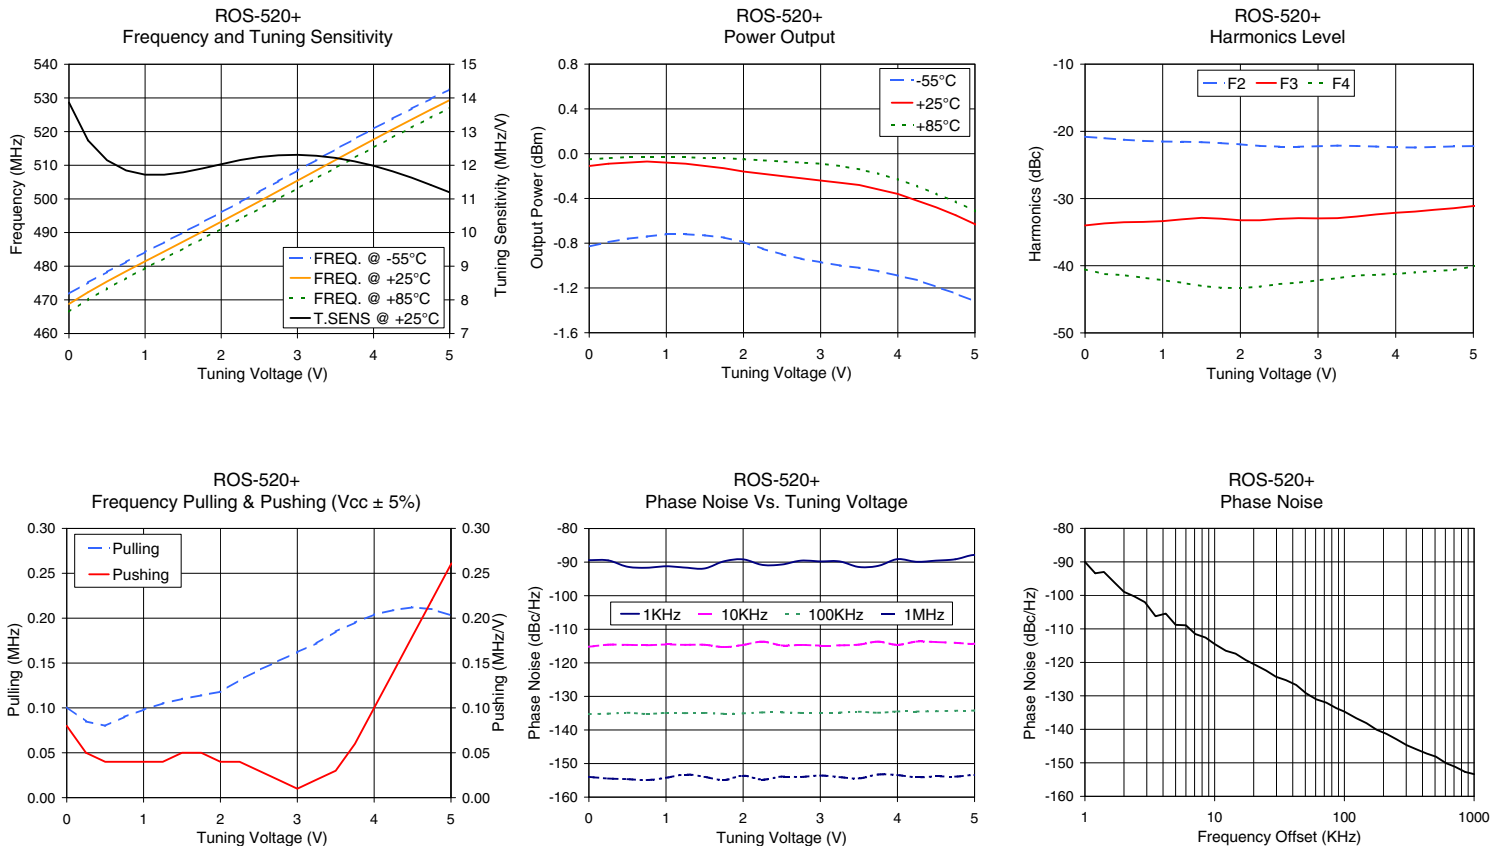 ROS-520+
Frequency and Tuning Sensitivity
540
530
520
510
500
490
480
470
460
15
14
13
12
11
10
9
8
7
Frequency (MHz)
Tuning Sensitivity (MHz/V)
FREQ. @ -55°C
FREQ. @ +25°C
FREQ. @ +85°C
T.SENS @ +25°C
0 1 2 3 4 5
Tuning Voltage (V)
ROS-520+
Power Output
0.8
0.4
0.0
-0.4
-0.8
-1.2
-1.6
Output Power (dBm)
-55°C
+25°C
+85°C
0 1 2 3 4 5
Tuning Voltage (V)
ROS-520+
Harmonics Level
-10
-20
-30
-40
-50
Harmonics (dBc)
F2 F3 F4
0 1 2 3 4 5
Tuning Voltage (V)
ROS-520+
Frequency Pulling & Pushing (Vcc ± 5%)
0.30
0.25
0.20
0.15
0.10
0.05
0.00
0.30
0.25
0.20
0.15
0.10
0.05
0.00
Pulling (MHz)
Pushing (MHz/V)
Pulling
Pushing
0 1 2 3 4 5
Tuning Voltage (V)
ROS-520+
Phase Noise Vs. Tuning Voltage
-80
-90
-100
-110
-120
-130
-140
-150
-160
Phase Noise (dBc/Hz)
1KHz 10KHz 100KHz 1MHz
0 1 2 3 4 5
Tuning Voltage (V)
ROS-520+
Phase Noise
-80
-90
-100
-110
-120
-130
-140
-150
-160
Phase Noise (dBc/Hz)
1 10 100 1000
Frequency Offset (KHz)